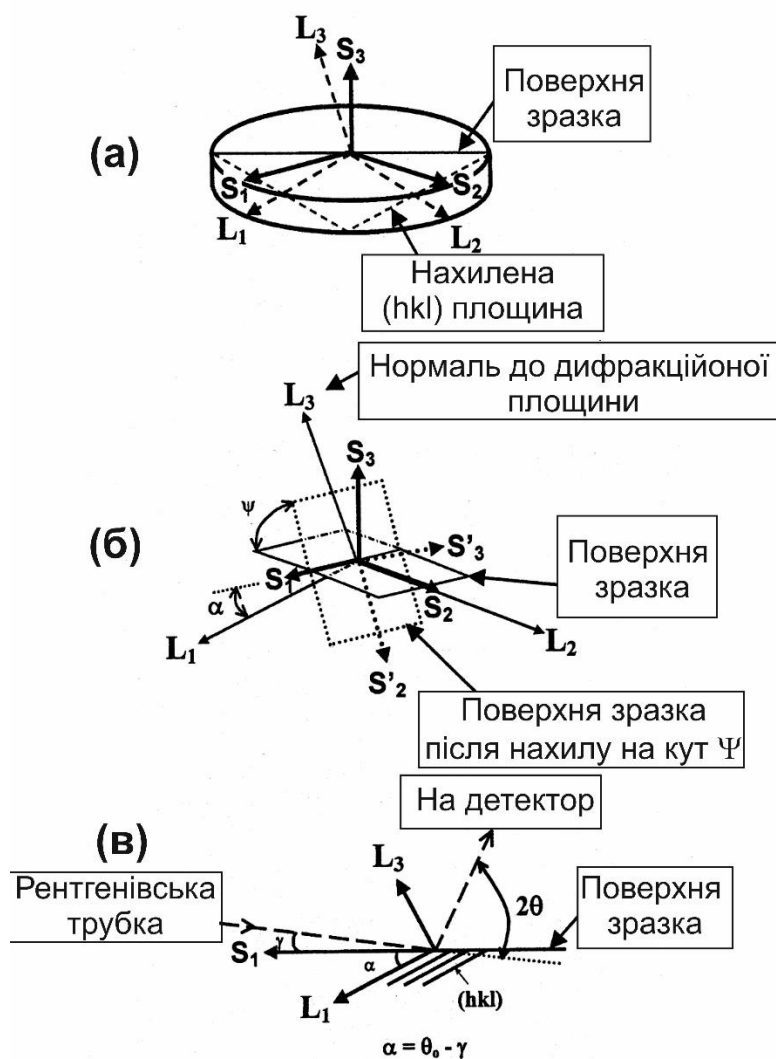 (а)
L₃
S₃
Поверхня
зразка
S₁
S₂
L₁
L₂
Нахилена
(hkl) площина
Нормаль до дифракційоної
площини
(б)
L₃
S₃
ψ
S'₃
Поверхня
зразка
S₁
α
S₂
L₁
L₂
S'₂
Поверхня зразка
після нахилу на кут Ψ
На детектор
(в)
L₃
Рентгенівська
трубка
2θ
Поверхня
зразка
S₁
γ
α
L₁
(hkl)
α = θₒ - γ